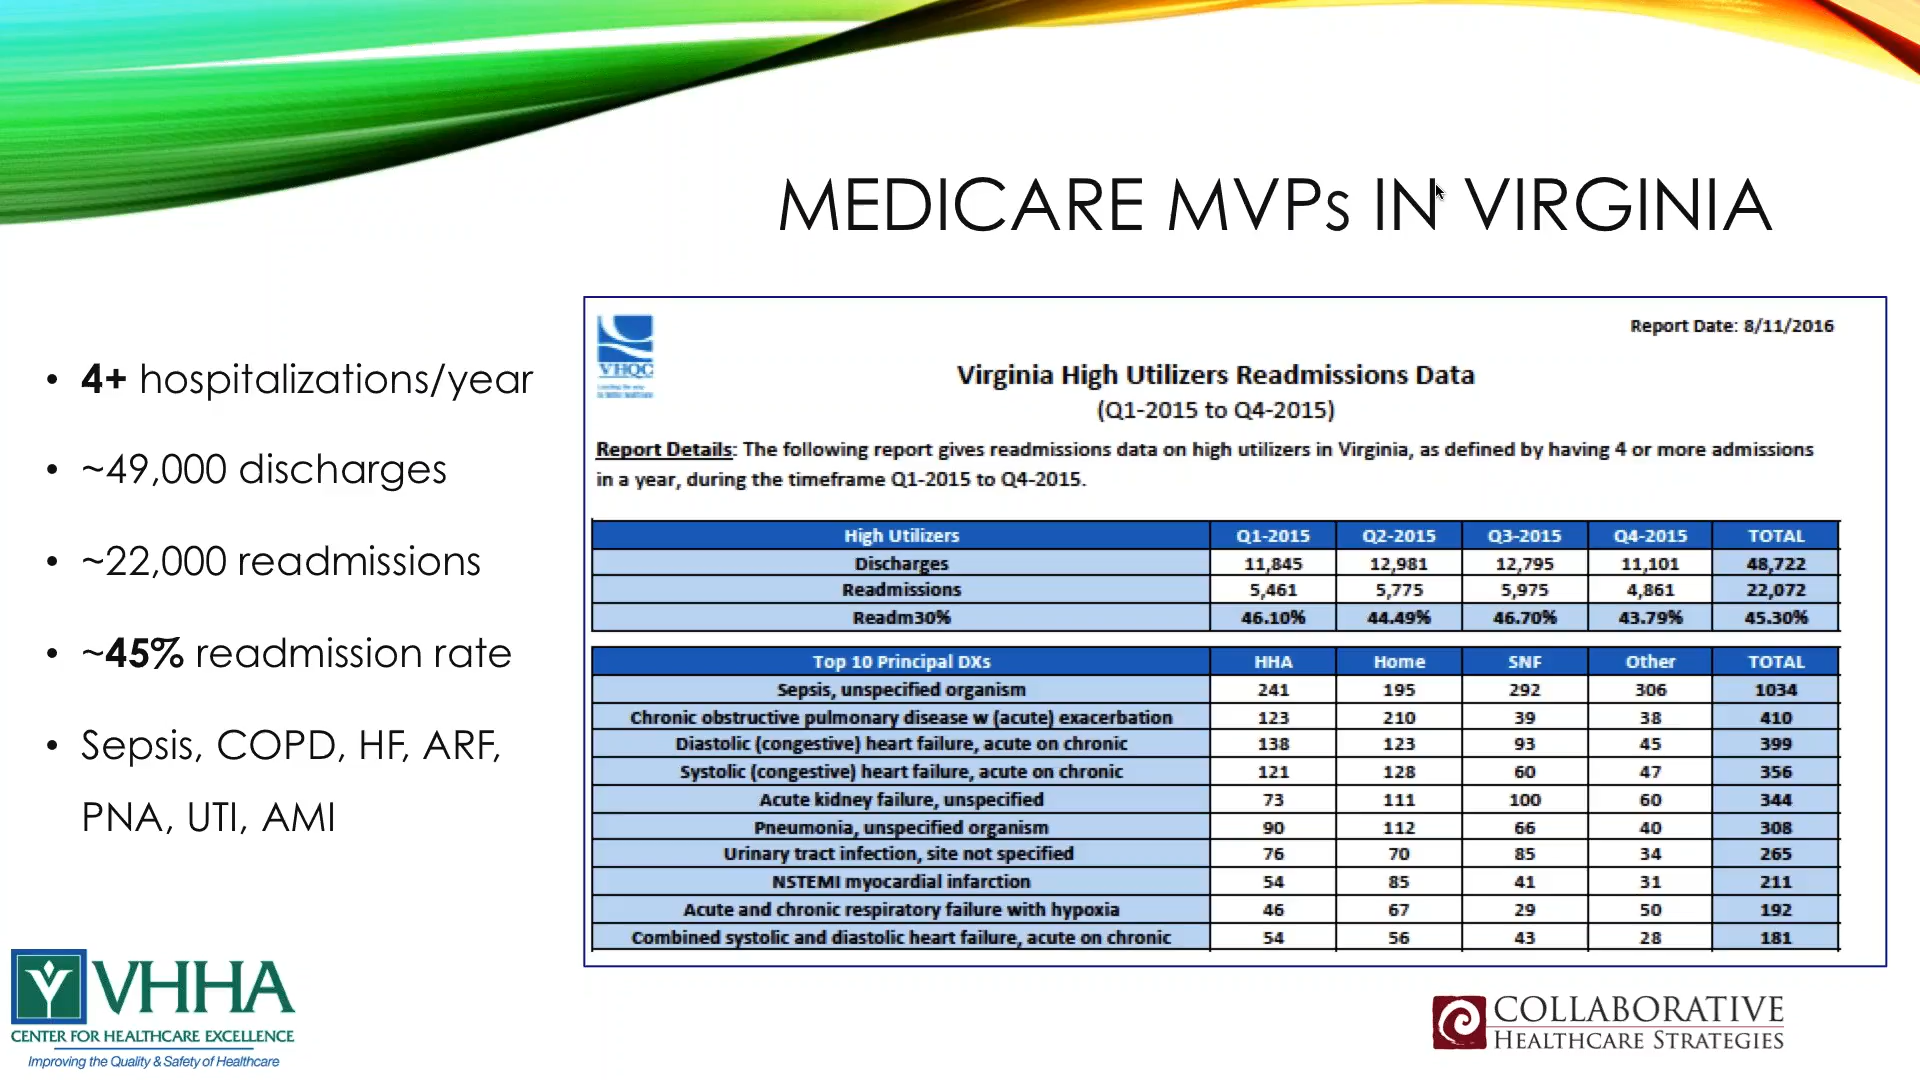 MEDICARE MVPs IN VIRGINIA
• 4+ hospitalizations/year
• ~49,000 discharges
• ~22,000 readmissions
• ~45% readmission rate
• Sepsis, COPD, HF, ARF,
PNA, UTI, AMI
VHQC
Report Date: 8/11/2016
Virginia High Utilizers Readmissions Data
(Q1-2015 to Q4-2015)
Report Details: The following report gives readmissions data on high utilizers in Virginia, as defined by having 4 or more admissions
in a year, during the timeframe Q1-2015 to Q4-2015.
High Utilizers Q1-2015 Q2-2015 Q3-2015 Q4-2015 TOTAL
Discharges 11,845 12,981 12,795 11,101 48,722
Readmissions 5,461 5,775 5,975 4,861 22,072
Readm30% 46.10% 44.49% 46.70% 43.79% 45.30%
Top 10 Principal DXs HHA Home SNF Other TOTAL
Sepsis, unspecified organism 241 195 292 306 1034
Chronic obstructive pulmonary disease w (acute) exacerbation 123 210 39 38 410
Diastolic (congestive) heart failure, acute on chronic 138 123 93 45 399
Systolic (congestive) heart failure, acute on chronic 121 128 60 47 356
Acute kidney failure, unspecified 73 111 100 60 344
Pneumonia, unspecified organism 90 112 66 40 308
Urinary tract infection, site not specified 76 70 85 34 265
NSTEMI myocardial infarction 54 85 41 31 211
Acute and chronic respiratory failure with hypoxia 46 67 29 50 192
Combined systolic and diastolic heart failure, acute on chronic 54 56 43 28 181
VHHA
CENTER FOR HEALTHCARE EXCELLENCE
Improving the Quality & Safety of Healthcare
COLLABORATIVE
HEALTHCARE STRATEGIES